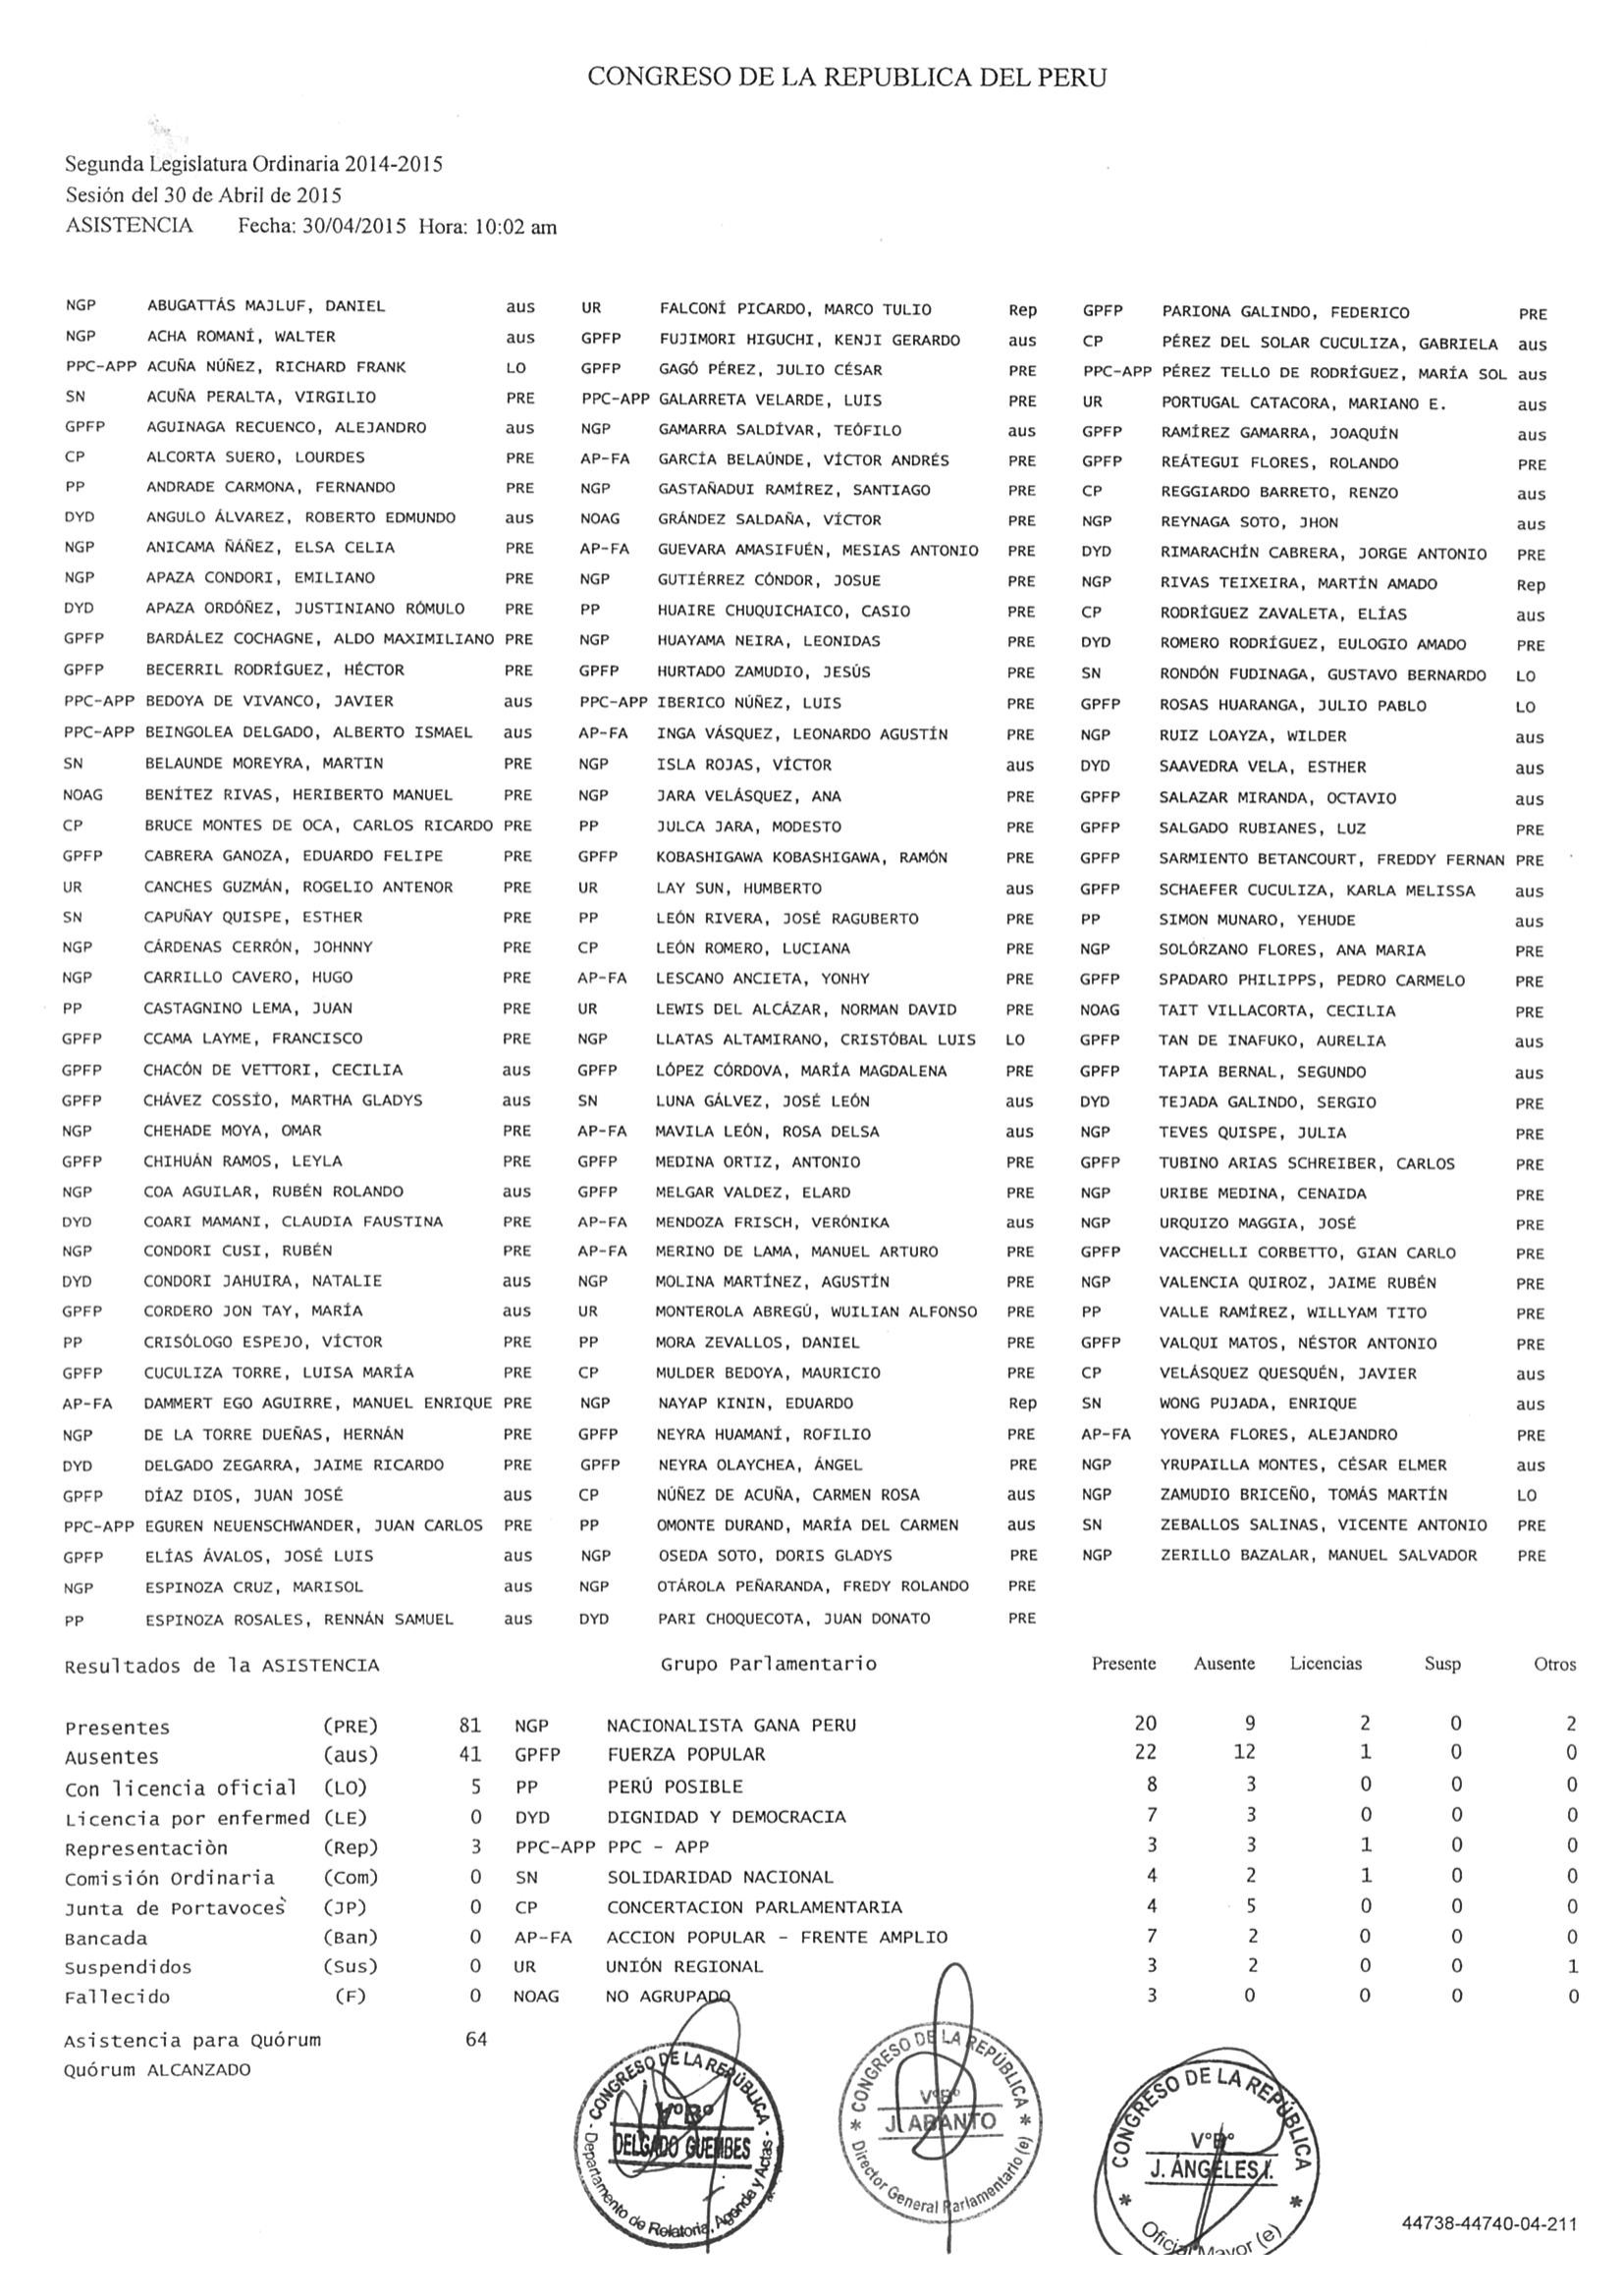 CONGRESO DE LA REPUBLICA DEL PERU
Segunda Legislatura Ordinaria 2014-2015
Sesión del 30 de Abril de 2015
ASISTENCIA Fecha: 30/04/2015 Hora: 10:02 am
NGP ABUGATTÁS MAJLUF, DANIEL aus UR FALCONÍ PICARDO, MARCO TULIO Rep GPFP PARIONA GALINDO, FEDERICO PRE
NGP ACHA ROMANÍ, WALTER aus GPFP FUJIMORI HIGUCHI, KENJI GERARDO aus CP PÉREZ DEL SOLAR CUCULIZA, GABRIELA aus
PPC-APP ACUÑA NÚÑEZ, RICHARD FRANK LO GPFP GAGÓ PÉREZ, JULIO CÉSAR PRE PPC-APP PÉREZ TELLO DE RODRÍGUEZ, MARÍA SOL aus
SN ACUÑA PERALTA, VIRGILIO PRE PPC-APP GALARRETA VELARDE, LUIS PRE UR PORTUGAL CATACORA, MARIANO E. aus
GPFP AGUINAGA RECUENCO, ALEJANDRO aus NGP GAMARRA SALDÍVAR, TEÓFILO aus GPFP RAMÍREZ GAMARRA, JOAQUÍN aus
CP ALCORTA SUERO, LOURDES PRE AP-FA GARCÍA BELAÚNDE, VÍCTOR ANDRÉS PRE GPFP REÁTEGUI FLORES, ROLANDO PRE
PP ANDRADE CARMONA, FERNANDO PRE NGP GASTAÑADUI RAMÍREZ, SANTIAGO PRE CP REGGIARDO BARRETO, RENZO aus
DYD ANGULO ÁLVAREZ, ROBERTO EDMUNDO aus NOAG GRÁNDEZ SALDAÑA, VÍCTOR PRE NGP REYNAGA SOTO, JHON aus
NGP ANICAMA ÑÁÑEZ, ELSA CELIA PRE AP-FA GUEVARA AMASIFUÉN, MESIAS ANTONIO PRE DYD RIMARACHÍN CABRERA, JORGE ANTONIO PRE
NGP APAZA CONDORI, EMILIANO PRE NGP GUTIÉRREZ CÓNDOR, JOSUE PRE NGP RIVAS TEIXEIRA, MARTÍN AMADO Rep
DYD APAZA ORDÓÑEZ, JUSTINIANO RÓMULO PRE PP HUAIRE CHUQUICHAICO, CASIO PRE CP RODRÍGUEZ ZAVALETA, ELÍAS aus
GPFP BARDÁLEZ COCHAGNE, ALDO MAXIMILIANO PRE NGP HUAYAMA NEIRA, LEONIDAS PRE DYD ROMERO RODRÍGUEZ, EULOGIO AMADO PRE
GPFP BECERRIL RODRÍGUEZ, HÉCTOR PRE GPFP HURTADO ZAMUDIO, JESÚS PRE SN RONDÓN FUDINAGA, GUSTAVO BERNARDO LO
PPC-APP BEDOYA DE VIVANCO, JAVIER aus PPC-APP IBERICO NÚÑEZ, LUIS PRE GPFP ROSAS HUARANGA, JULIO PABLO LO
PPC-APP BEINGOLEA DELGADO, ALBERTO ISMAEL aus AP-FA INGA VÁSQUEZ, LEONARDO AGUSTÍN PRE NGP RUIZ LOAYZA, WILDER aus
SN BELAUNDE MOREYRA, MARTIN PRE NGP ISLA ROJAS, VÍCTOR aus DYD SAAVEDRA VELA, ESTHER aus
NOAG BENÍTEZ RIVAS, HERIBERTO MANUEL PRE NGP JARA VELÁSQUEZ, ANA PRE GPFP SALAZAR MIRANDA, OCTAVIO aus
CP BRUCE MONTES DE OCA, CARLOS RICARDO PRE PP JULCA JARA, MODESTO PRE GPFP SALGADO RUBIANES, LUZ PRE
GPFP CABRERA GANOZA, EDUARDO FELIPE PRE GPFP KOBASHIGAWA KOBASHIGAWA, RAMÓN PRE GPFP SARMIENTO BETANCOURT, FREDDY FERNAN PRE
UR CANCHES GUZMÁN, ROGELIO ANTENOR PRE UR LAY SUN, HUMBERTO aus GPFP SCHAEFER CUCULIZA, KARLA MELISSA aus
SN CAPUÑAY QUISPE, ESTHER PRE PP LEÓN RIVERA, JOSÉ RAGUBERTO PRE PP SIMON MUNARO, YEHUDE aus
NGP CÁRDENAS CERRÓN, JOHNNY PRE CP LEÓN ROMERO, LUCIANA PRE NGP SOLÓRZANO FLORES, ANA MARIA PRE
NGP CARRILLO CAVERO, HUGO PRE AP-FA LESCANO ANCIETA, YONHY PRE GPFP SPADARO PHILIPPS, PEDRO CARMELO PRE
PP CASTAGNINO LEMA, JUAN PRE UR LEWIS DEL ALCÁZAR, NORMAN DAVID PRE NOAG TAIT VILLACORTA, CECILIA PRE
GPFP CCAMA LAYME, FRANCISCO PRE NGP LLATAS ALTAMIRANO, CRISTÓBAL LUIS LO GPFP TAN DE INAFUKO, AURELIA aus
GPFP CHACÓN DE VETTORI, CECILIA aus GPFP LÓPEZ CÓRDOVA, MARÍA MAGDALENA PRE GPFP TAPIA BERNAL, SEGUNDO aus
GPFP CHÁVEZ COSSÍO, MARTHA GLADYS aus SN LUNA GÁLVEZ, JOSÉ LEÓN aus DYD TEJADA GALINDO, SERGIO PRE
NGP CHEHADE MOYA, OMAR PRE AP-FA MAVILA LEÓN, ROSA DELSA aus NGP TEVES QUISPE, JULIA PRE
GPFP CHIHUÁN RAMOS, LEYLA PRE GPFP MEDINA ORTIZ, ANTONIO PRE GPFP TUBINO ARIAS SCHREIBER, CARLOS PRE
NGP COA AGUILAR, RUBÉN ROLANDO aus GPFP MELGAR VALDEZ, ELARD PRE NGP URIBE MEDINA, CENAIDA PRE
DYD COARI MAMANI, CLAUDIA FAUSTINA PRE AP-FA MENDOZA FRISCH, VERÓNIKA aus NGP URQUIZO MAGGIA, JOSÉ PRE
NGP CONDORI CUSI, RUBÉN PRE AP-FA MERINO DE LAMA, MANUEL ARTURO PRE GPFP VACCHELLI CORBETTO, GIAN CARLO PRE
DYD CONDORI JAHUIRA, NATALIE aus NGP MOLINA MARTÍNEZ, AGUSTÍN PRE NGP VALENCIA QUIROZ, JAIME RUBÉN PRE
GPFP CORDERO JON TAY, MARÍA aus UR MONTEROLA ABREGÚ, WUILIAN ALFONSO PRE PP VALLE RAMÍREZ, WILLYAM TITO PRE
PP CRISÓLOGO ESPEJO, VÍCTOR PRE PP MORA ZEVALLOS, DANIEL PRE GPFP VALQUI MATOS, NÉSTOR ANTONIO PRE
GPFP CUCULIZA TORRE, LUISA MARÍA PRE CP MULDER BEDOYA, MAURICIO PRE CP VELÁSQUEZ QUESQUÉN, JAVIER aus
AP-FA DAMMERT EGO AGUIRRE, MANUEL ENRIQUE PRE NGP NAYAP KININ, EDUARDO Rep SN WONG PUJADA, ENRIQUE aus
NGP DE LA TORRE DUEÑAS, HERNÁN PRE GPFP NEYRA HUAMANÍ, ROFILIO PRE AP-FA YOVERA FLORES, ALEJANDRO PRE
DYD DELGADO ZEGARRA, JAIME RICARDO PRE GPFP NEYRA OLAYCHEA, ÁNGEL PRE NGP YRUPAILLA MONTES, CÉSAR ELMER aus
GPFP DÍAZ DIOS, JUAN JOSÉ aus CP NÚÑEZ DE ACUÑA, CARMEN ROSA aus NGP ZAMUDIO BRICEÑO, TOMÁS MARTÍN LO
PPC-APP EGUREN NEUENSCHWANDER, JUAN CARLOS PRE PP OMONTE DURAND, MARÍA DEL CARMEN aus SN ZEBALLOS SALINAS, VICENTE ANTONIO PRE
GPFP ELÍAS ÁVALOS, JOSÉ LUIS aus NGP OSEDA SOTO, DORIS GLADYS PRE NGP ZERILLO BAZALAR, MANUEL SALVADOR PRE
NGP ESPINOZA CRUZ, MARISOL aus NGP OTÁROLA PEÑARANDA, FREDY ROLANDO PRE
PP ESPINOZA ROSALES, RENNÁN SAMUEL aus DYD PARI CHOQUECOTA, JUAN DONATO PRE
Resultados de la ASISTENCIA Grupo Parlamentario Presente Ausente Licencias Susp Otros
Presentes (PRE) 81 NGP NACIONALISTA GANA PERU 20 9 2 0 2
Ausentes (aus) 41 GPFP FUERZA POPULAR 22 12 1 0 0
Con licencia oficial (LO) 5 PP PERÚ POSIBLE 8 3 0 0 0
Licencia por enfermed (LE) 0 DYD DIGNIDAD Y DEMOCRACIA 7 3 0 0 0
Representaciòn (Rep) 3 PPC-APP PPC - APP 3 3 1 0 0
Comisión Ordinaria (Com) 0 SN SOLIDARIDAD NACIONAL 4 2 1 0 0
Junta de Portavoces (JP) 0 CP CONCERTACION PARLAMENTARIA 4 5 0 0 0
Bancada (Ban) 0 AP-FA ACCION POPULAR - FRENTE AMPLIO 7 2 0 0 0
Suspendidos (Sus) 0 UR UNIÓN REGIONAL 3 2 0 0 1
Fallecido (F) 0 NOAG NO AGRUPADO 3 0 0 0 0
Asistencia para Quórum 64
Quórum ALCANZADO
- CONGRESO DE LA REPÚBLICA -
V°B°
DELGADO GUEMBES
Departamento de Relatoria, Agenda y Actas
* CONGRESO DE LA REPÚBLICA *
V°B°
J. ABANTO
Director General Parlamentario (e)
* CONGRESO DE LA REPÚBLICA *
V°B°
J. ÁNGELES I.
Oficial Mayor (e)
44738-44740-04-211